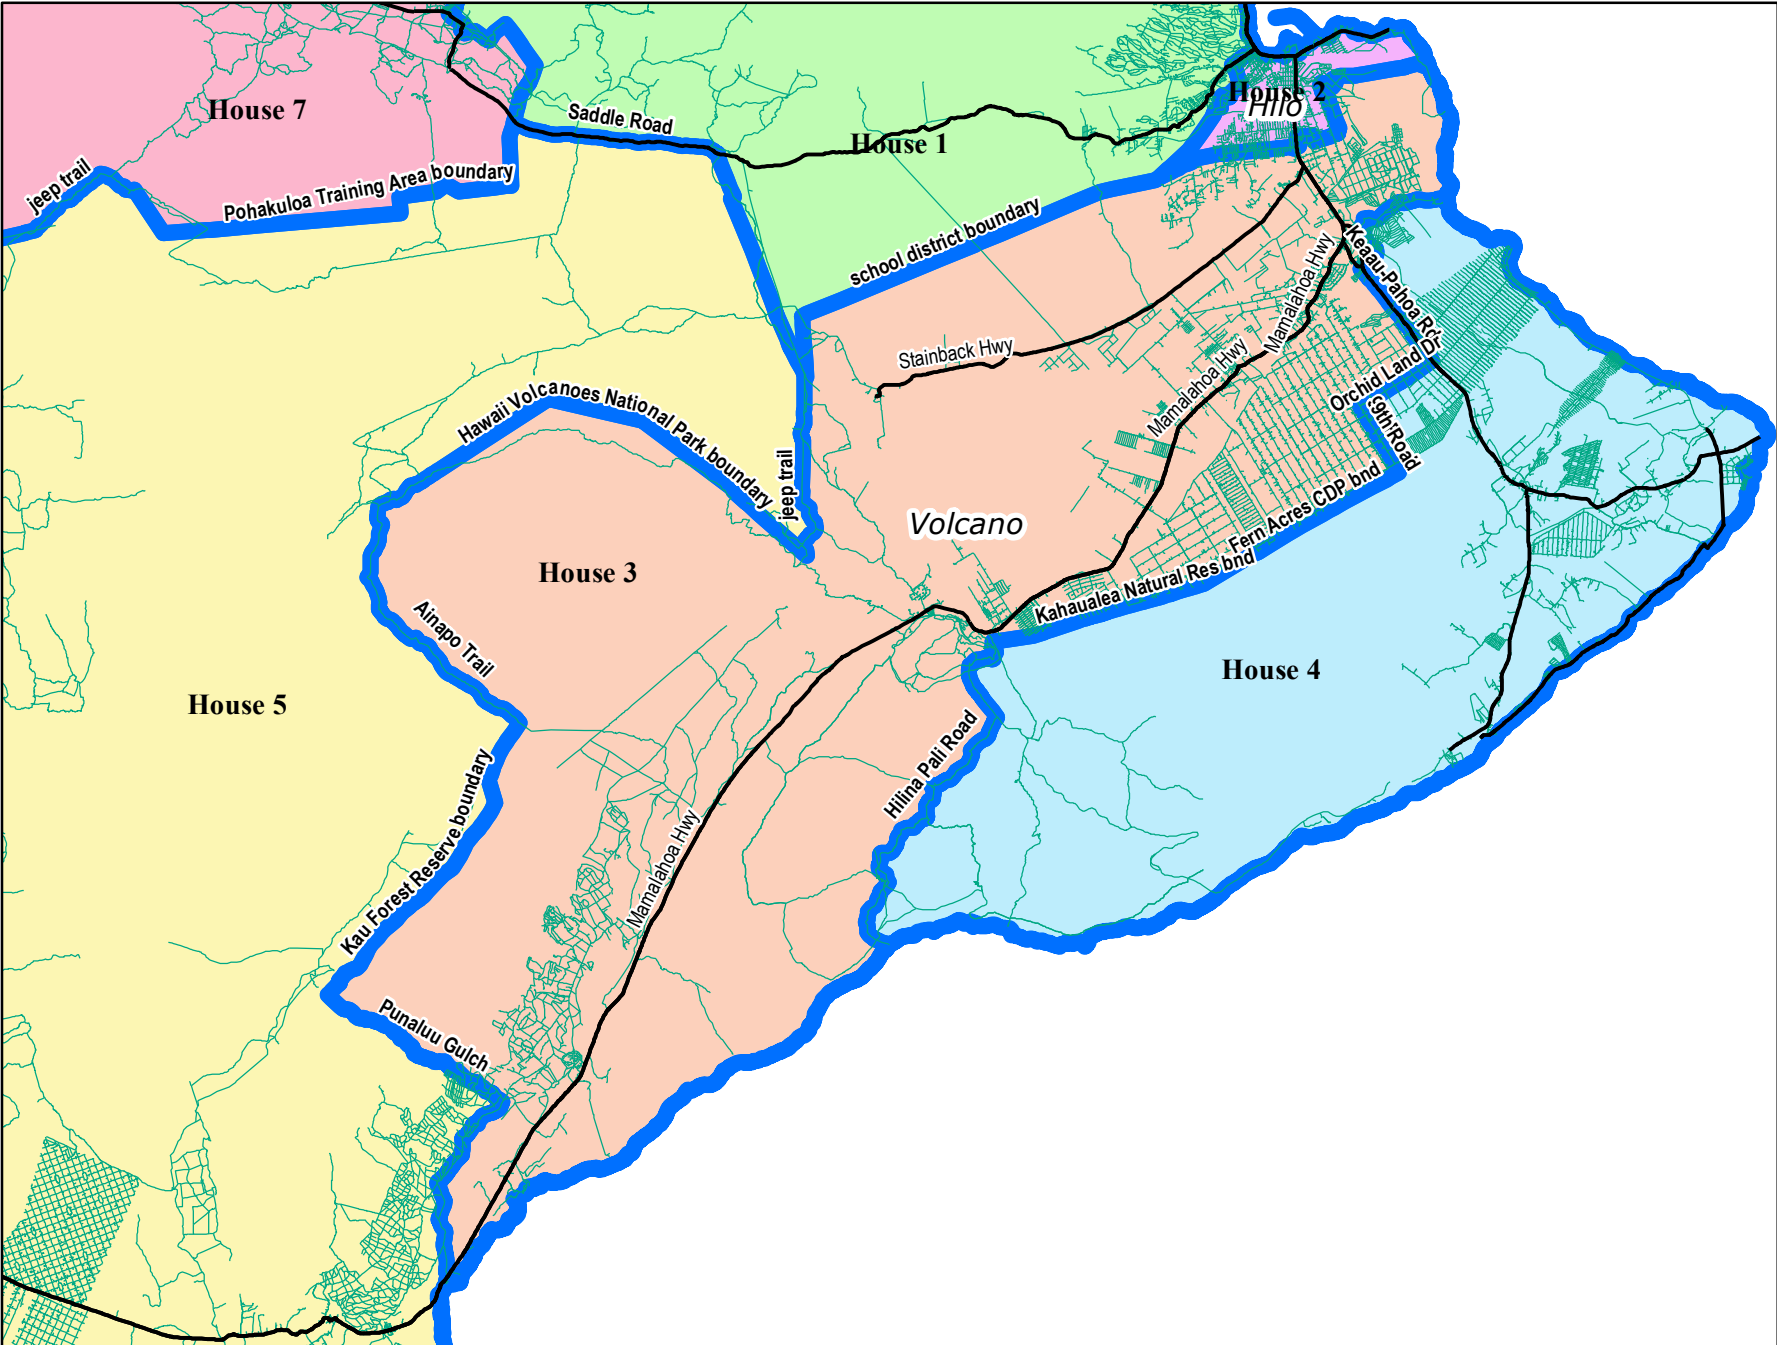 House 7
Saddle Road
House 1
House 2
Hilo
jeep trail
Pohakuloa Training Area boundary
school district boundary
Keaau-Pahoa Rd
Mamalahoa Hwy
Stainback Hwy
Mamalahoa Hwy
Orchid Land Dr
Hawaii Volcanoes National Park boundary
jeep trail
Road
Fern Acres CDP bnd
Volcano
House 3
Kahaualea Natural Res bnd
Ainapo Trail
House 4
House 5
Hilina Pali Road
Kau Forest Reserve boundary
Mamalahoa Hwy
Punaluu Gulch